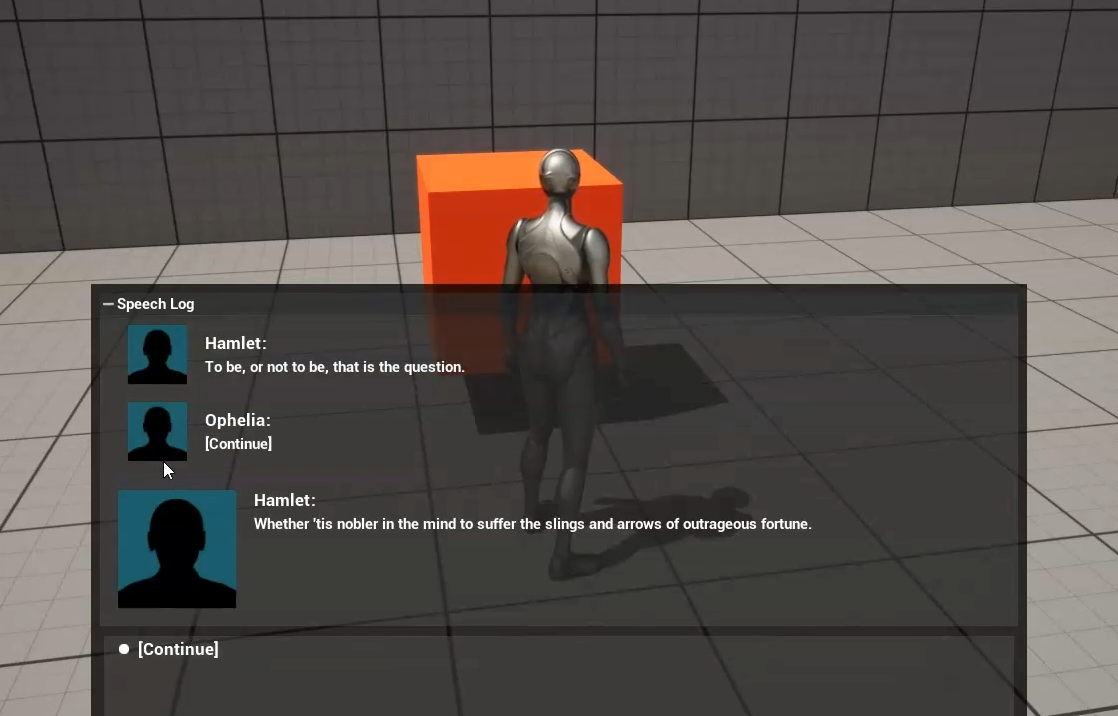 Speech Log
Hamlet:
To be, or not to be, that is the question.
Ophelia:
[Continue]
Hamlet:
Whether 'tis nobler in the mind to suffer the slings and arrows of outrageous fortune.
[Continue]